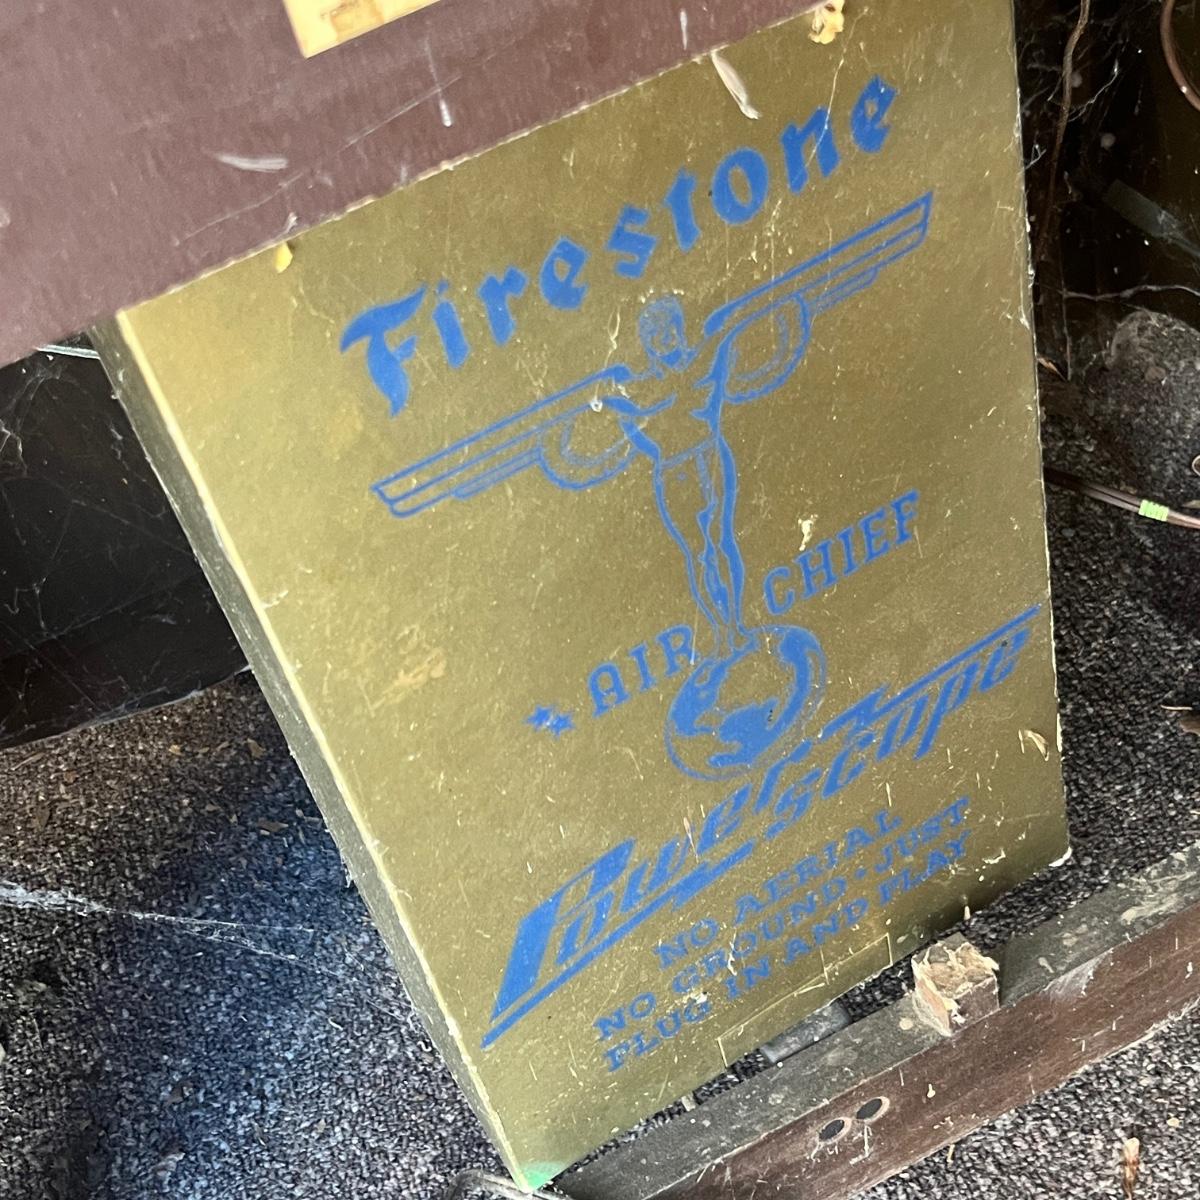 Firestone
AIR CHIEF
Powerscope
NO AERIAL
NO GROUND · JUST
PLUG IN AND PLAY